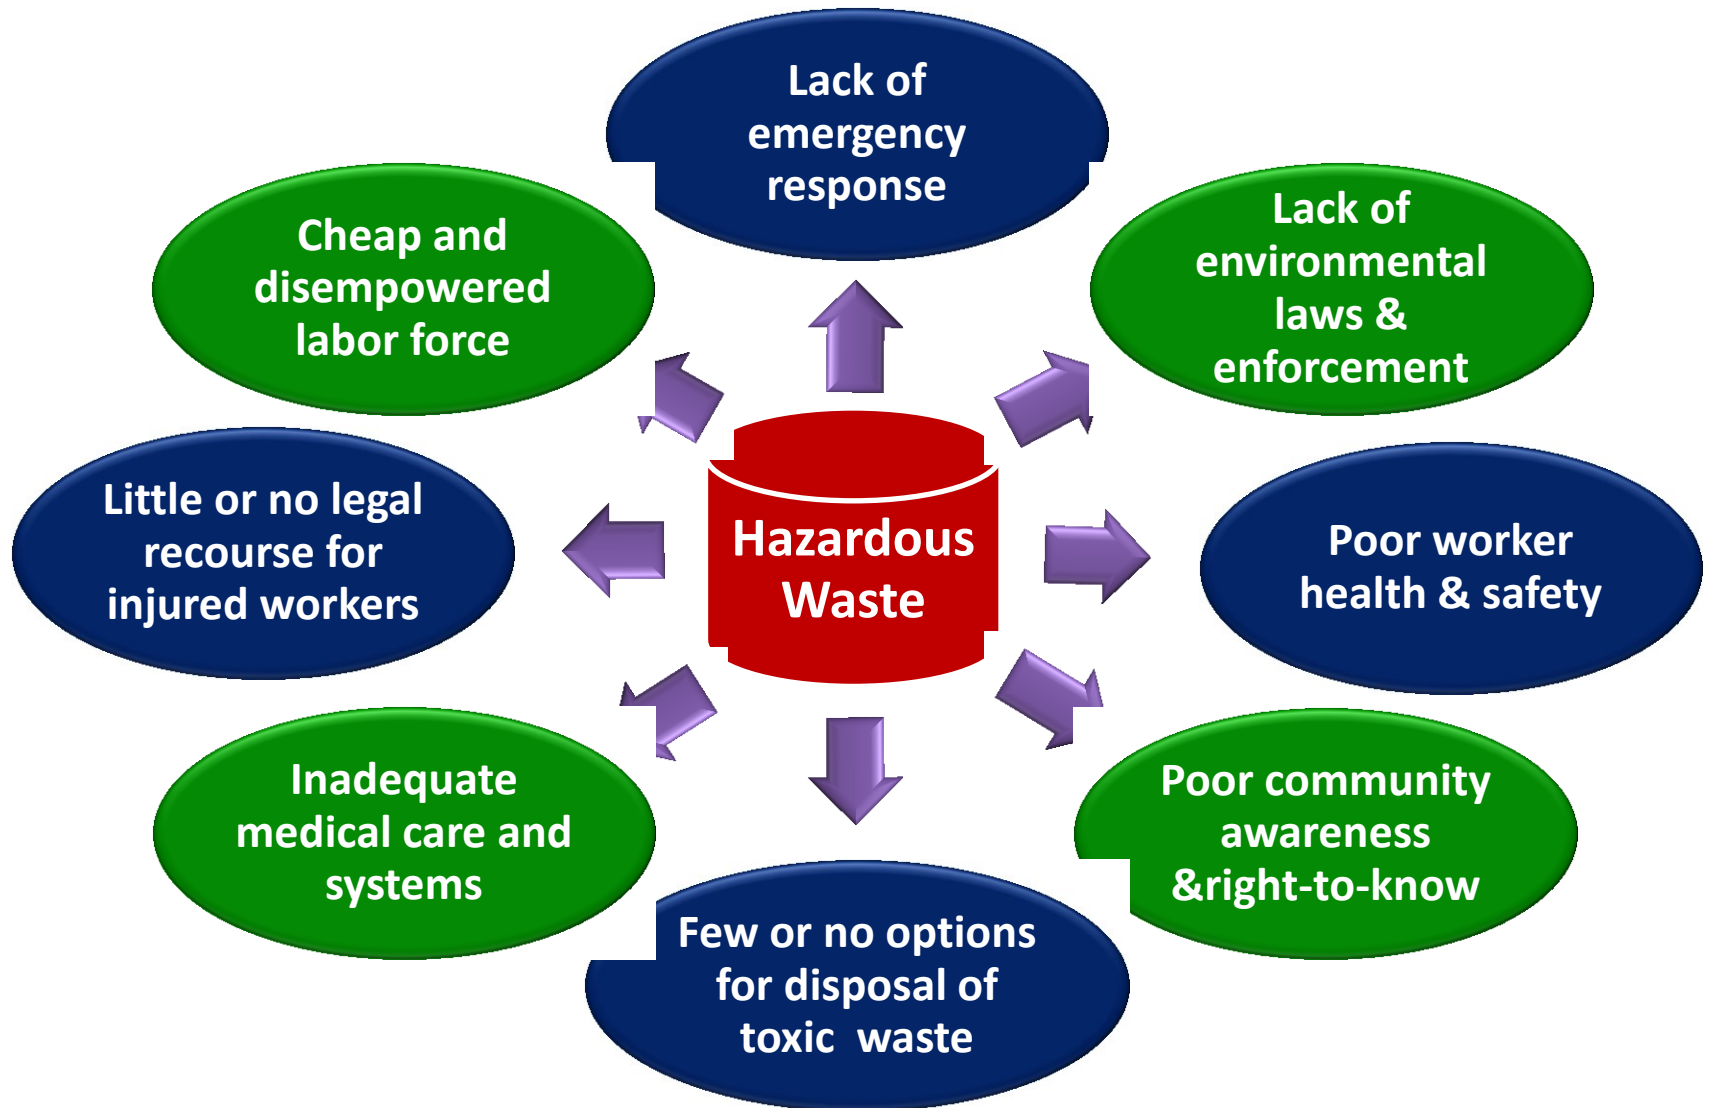 Lack of
emergency
response
Cheap and
disempowered
labor force
Lack of
environmental
laws &
enforcement
Little or no legal
recourse for
injured workers
Hazardous
Waste
Poor worker
health & safety
Inadequate
medical care and
systems
Poor community
awareness
&right-to-know
Few or no options
for disposal of
toxic  waste